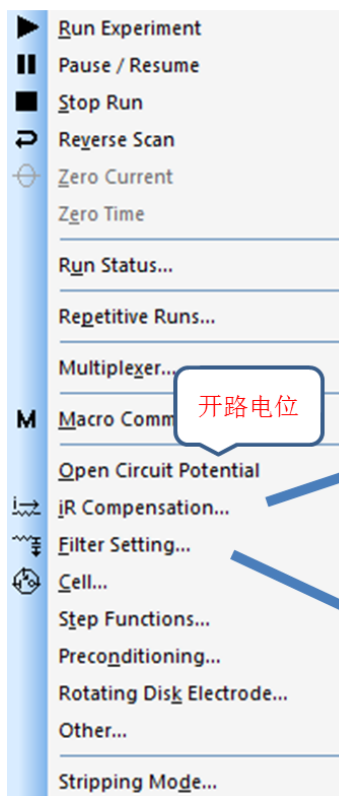 Run Experiment
Pause / Resume
Stop Run
Reverse Scan
Zero Current
Zero Time
Run Status...
Repetitive Runs...
Multiplexer...
开路电位
M Macro Comm
Open Circuit Potential
iR Compensation...
Filter Setting...
Cell...
Step Functions...
Preconditioning...
Rotating Disk Electrode...
Other...
Stripping Mode...